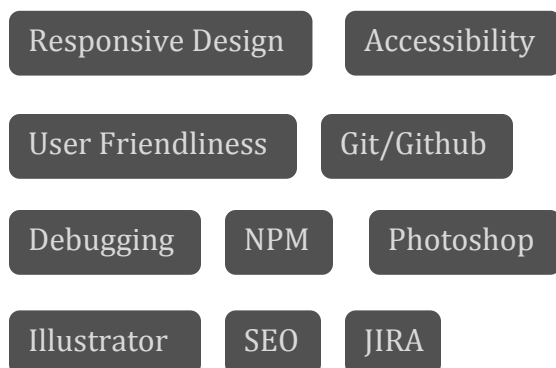 Responsive Design Accessibility
User Friendliness Git/Github
Debugging NPM Photoshop
Illustrator SEO JIRA